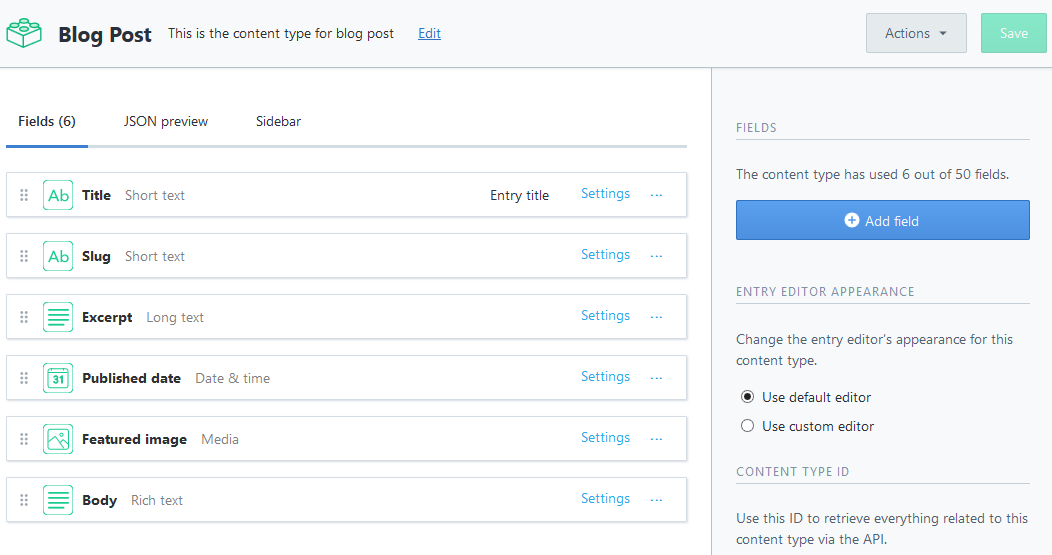 Blog Post This is the content type for blog post Edit Actions Save
Fields (6) JSON preview Sidebar
Ab Title Short text Entry title Settings ...
Ab Slug Short text Settings ...
Excerpt Long text Settings ...
31 Published date Date & time Settings ...
Featured image Media Settings ...
Body Rich text Settings ...
FIELDS
The content type has used 6 out of 50 fields.
Add field
ENTRY EDITOR APPEARANCE
Change the entry editor's appearance for this
content type.
Use default editor
Use custom editor
CONTENT TYPE ID
Use this ID to retrieve everything related to this
content type via the API.